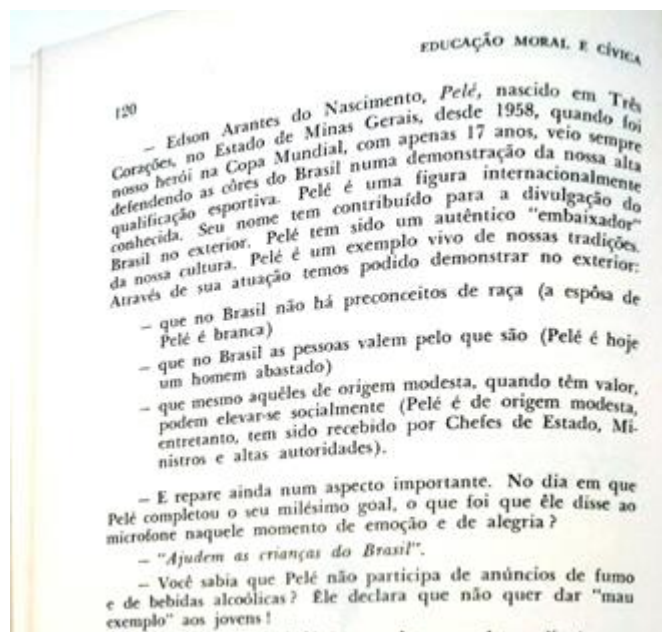 EDUCAÇÃO MORAL E CÍVICA
120
— Edson Arantes do Nascimento, Pelé, nascido em Três
Corações, no Estado de Minas Gerais, desde 1958, quando foi
nosso herói na Copa Mundial, com apenas 17 anos, veio sempre
defendendo as côres do Brasil numa demonstração da nossa alta
qualificação esportiva. Pelé é uma figura internacionalmente
conhecida. Seu nome tem contribuído para a divulgação do
Brasil no exterior. Pelé tem sido um autêntico "embaixador"
da nossa cultura. Pelé é um exemplo vivo de nossas tradições.
Através de sua atuação temos podido demonstrar no exterior:
— que no Brasil não há preconceitos de raça (a espôsa de
Pelé é branca)
— que no Brasil as pessoas valem pelo que são (Pelé é hoje
um homem abastado)
— que mesmo aquêles de origem modesta, quando têm valor,
podem elevar-se socialmente (Pelé é de origem modesta,
entretanto, tem sido recebido por Chefes de Estado, Mi-
nistros e altas autoridades).
— E repare ainda num aspecto importante. No dia em que
Pelé completou o seu milésimo goal, o que foi que êle disse ao
microfone naquele momento de emoção e de alegria?
— "Ajudem as crianças do Brasil".
— Você sabia que Pelé não participa de anúncios de fumo
e de bebidas alcoólicas? Êle declara que não quer dar "mau
exemplo" aos jovens!